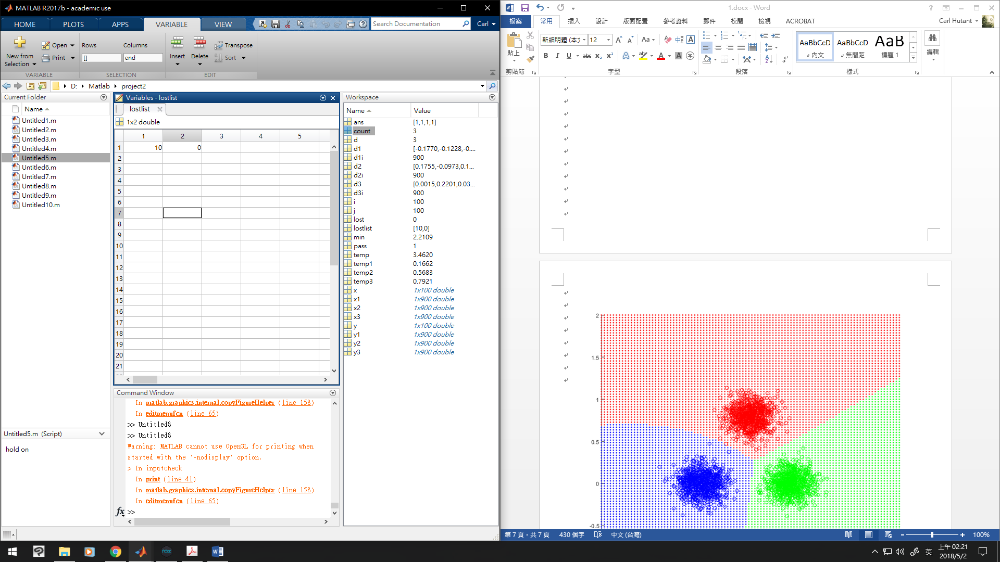 MATLAB R2017b - academic use
HOME PLOTS APPS VARIABLE VIEW
Search Documentation
Carl
New from Selection
Open
Print
Rows Columns
[] end
Insert
Delete
Transpose
Sort
VARIABLE SELECTION EDIT
D: Matlab project2
Current Folder
Name
Untitled1.m
Untitled2.m
Untitled3.m
Untitled4.m
Untitled5.m
Untitled6.m
Untitled7.m
Untitled8.m
Untitled9.m
Untitled10.m
Untitled5.m (Script)
hold on
Variables - lostlist
lostlist
1x2 double
1 2 3 4 5
1 10 0
2
3
4
5
6
7
8
9
10
11
12
13
14
15
16
17
18
19
20
21
Command Window
In matlab.graphics.internal.copyFigureHelper (line 158)
In editmenufcn (line 65)
>> Untitled8
>> Untitled8
Warning: MATLAB cannot use OpenGL for printing when
started with the '-nodisplay' option.
> In inputcheck
In print (line 41)
In matlab.graphics.internal.copyFigureHelper (line 158)
In editmenufcn (line 65)
fx >>
Workspace
Name Value
ans [1,1,1,1]
count 3
d 3
d1 [-0.1770,-0.1228,-0....
d1i 900
d2 [0.1755,-0.0973,0.1...
d2i 900
d3 [0.0015,0.2201,0.03...
d3i 900
i 100
j 100
lost 0
lostlist [10,0]
min 2.2109
pass 1
temp 3.4620
temp1 0.1662
temp2 0.5683
temp3 0.7921
x 1x100 double
x1 1x900 double
x2 1x900 double
x3 1x900 double
y 1x100 double
y1 1x900 double
y2 1x900 double
y3 1x900 double
1.docx - Word
檔案 常用 插入 設計 版面配置 參考資料 郵件 校閱 檢視 ACROBAT
Carl Hutant
貼上
新細明體 (本文 12
B I U abc x₂ x² Aa A
AaBbCcD AaBbCcD AaB
內文 無間距 標題 1
編輯
剪貼簿 字型 段落 樣式
2
1.5
1
0.5
0
-0.5
第 7 頁，共 7 頁 430 個字 中文 (台灣)
100%
英
上午 02:21
2018/5/2